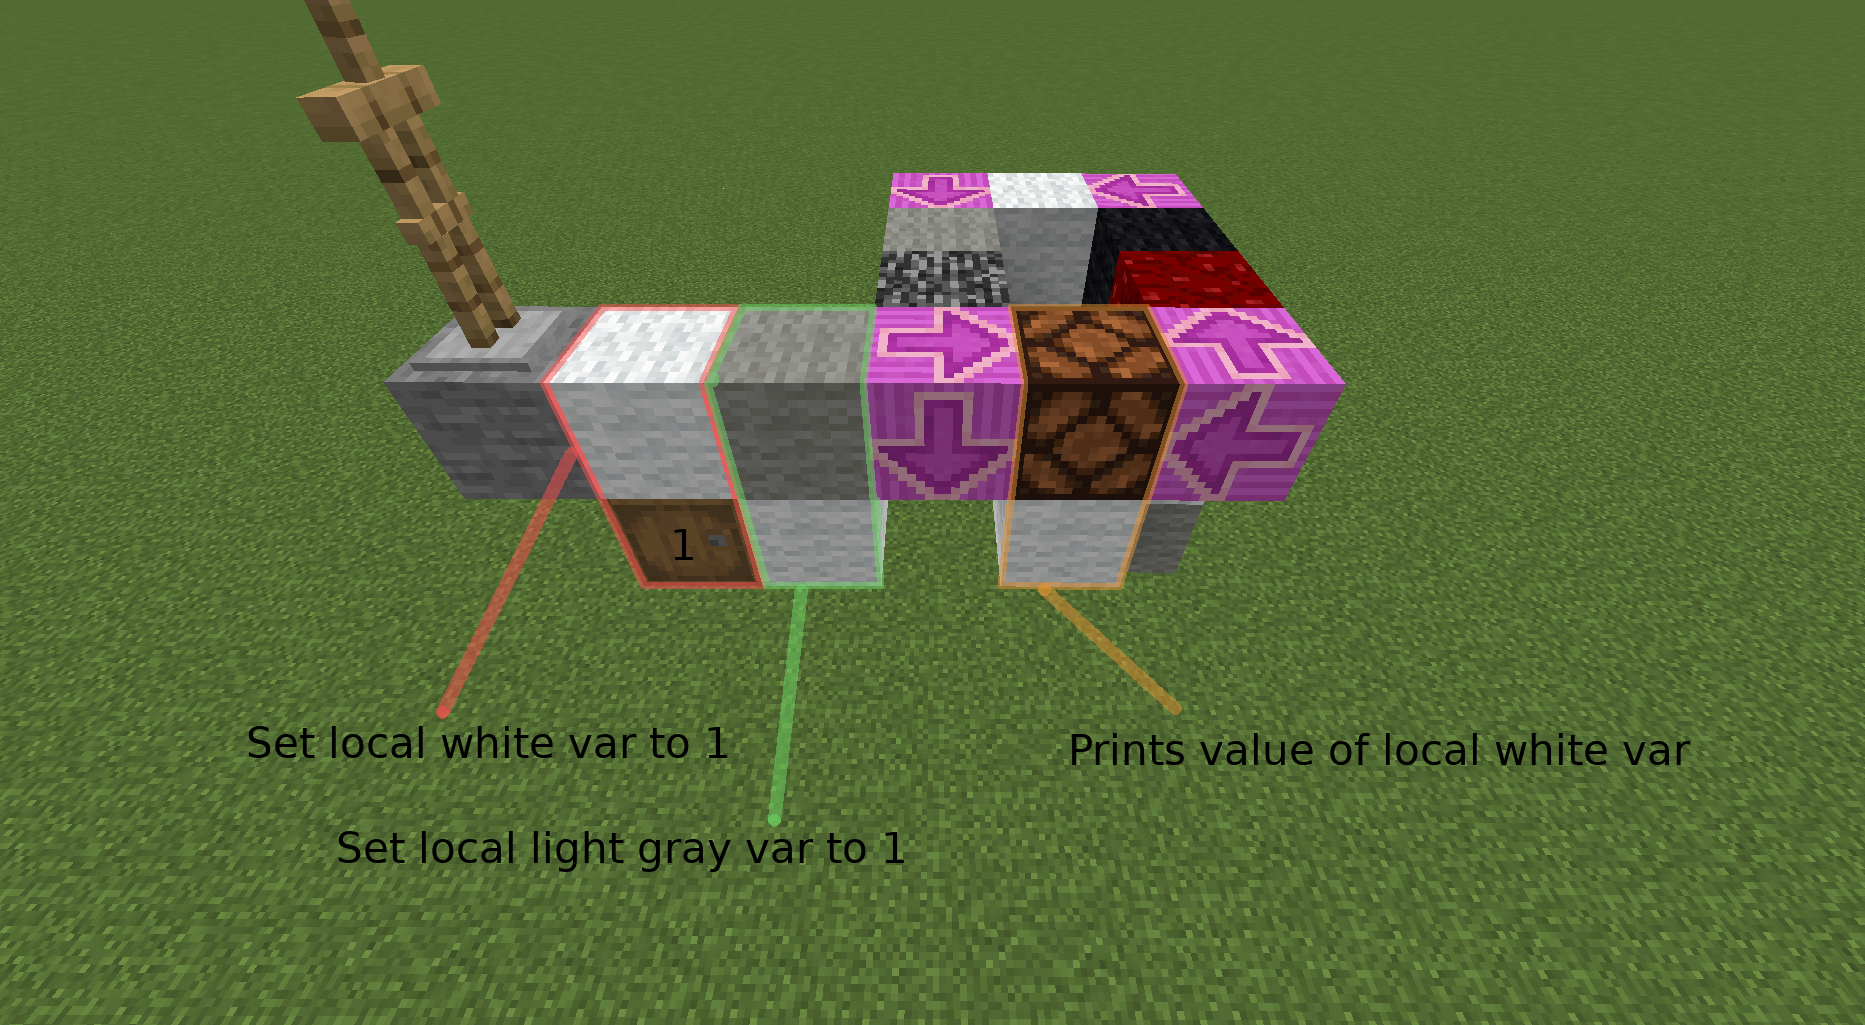 1
Set local white var to 1
Prints value of local white var
Set local light gray var to 1